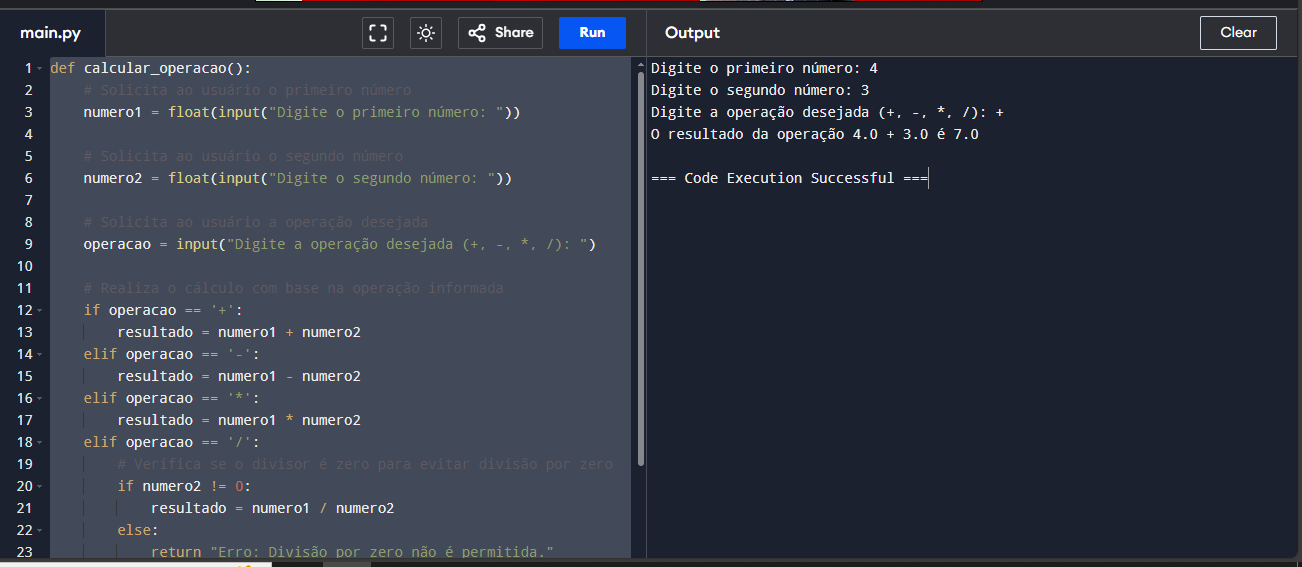 main.py
Share
Run
Output
Clear
1 def calcular_operacao():
2     # Solicita ao usuário o primeiro número
3     numero1 = float(input("Digite o primeiro número: "))
4
5     # Solicita ao usuário o segundo número
6     numero2 = float(input("Digite o segundo número: "))
7
8     # Solicita ao usuário a operação desejada
9     operacao = input("Digite a operação desejada (+, -, *, /): ")
10
11     # Realiza o cálculo com base na operação informada
12     if operacao == '+':
13         resultado = numero1 + numero2
14     elif operacao == '-':
15         resultado = numero1 - numero2
16     elif operacao == '*':
17         resultado = numero1 * numero2
18     elif operacao == '/':
19         # Verifica se o divisor é zero para evitar divisão por zero
20         if numero2 != 0:
21             resultado = numero1 / numero2
22         else:
23             return "Erro: Divisão por zero não é permitida."
Digite o primeiro número: 4
Digite o segundo número: 3
Digite a operação desejada (+, -, *, /): +
O resultado da operação 4.0 + 3.0 é 7.0
=== Code Execution Successful ===